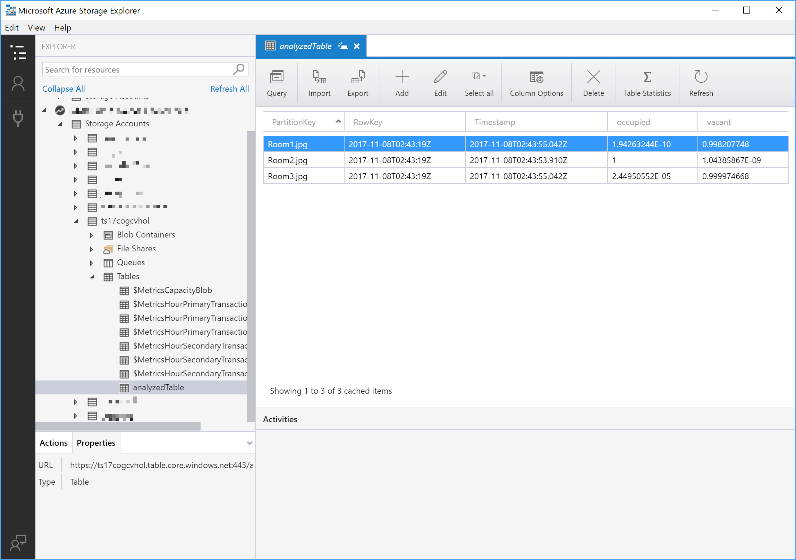 Microsoft Azure Storage Explorer
Edit View Help
EXPLORER
Search for resources
Collapse All Refresh All
Storage Accounts
ts17cogcvhol
Blob Containers
File Shares
Queues
Tables
$MetricsCapacityBlob
$MetricsHourPrimaryTransactio
$MetricsHourPrimaryTransactio
$MetricsHourPrimaryTransactio
$MetricsHourSecondaryTransac
$MetricsHourSecondaryTransac
$MetricsHourSecondaryTransac
analyzedTable
Actions Properties
URL https://ts17cogcvhol.table.core.windows.net:443/a
Type Table
analyzedTable
Query Import Export Add Edit Select all Column Options Delete Table Statistics Refresh
PartitionKey RowKey Timestamp occupied vacant
Room1.jpg 2017-11-08T02:43:19Z 2017-11-08T02:43:55.042Z 1.94263244E-10 0.998207748
Room2.jpg 2017-11-08T02:43:19Z 2017-11-08T02:43:53.910Z 1 1.04385867E-09
Room3.jpg 2017-11-08T02:43:19Z 2017-11-08T02:43:55.042Z 2.44950552E-05 0.999974668
Showing 1 to 3 of 3 cached items
Activities